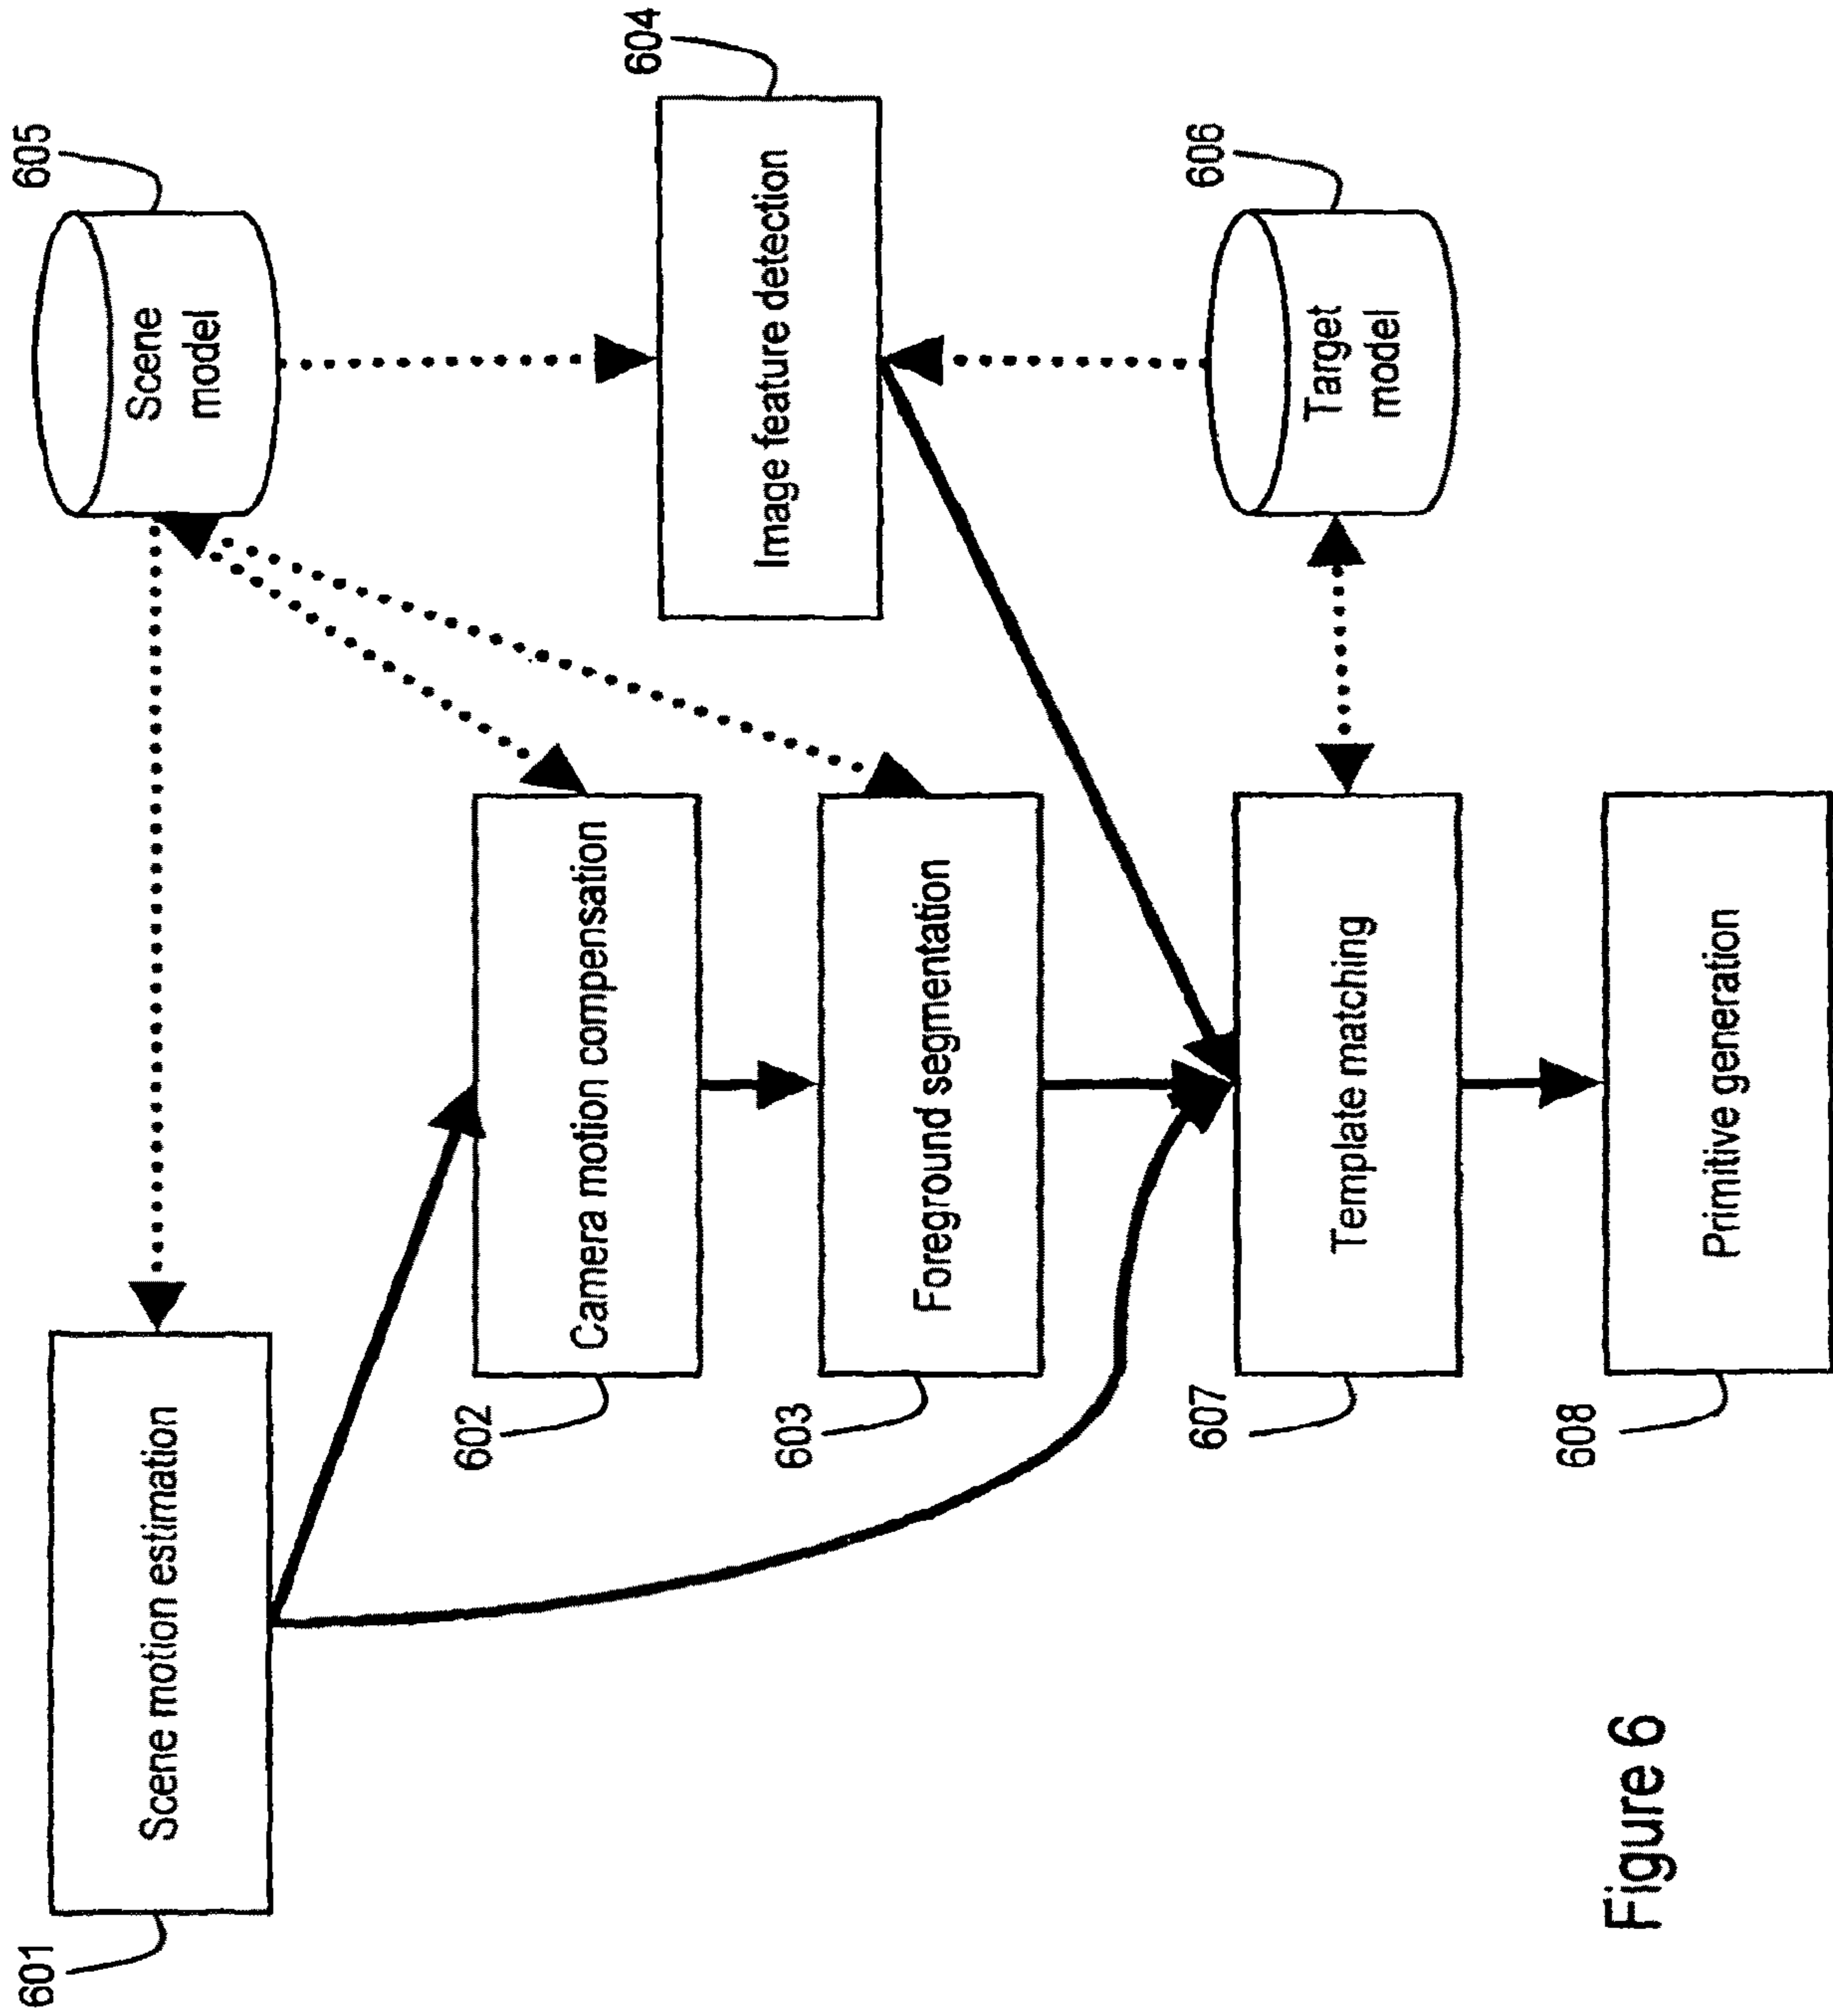 601
Scene motion estimation
605
Scene
model
602
Camera motion compensation
604
Image feature detection
603
Foreground segmentation
606
Target
model
607
Template matching
608
Primitive generation
Figure 6